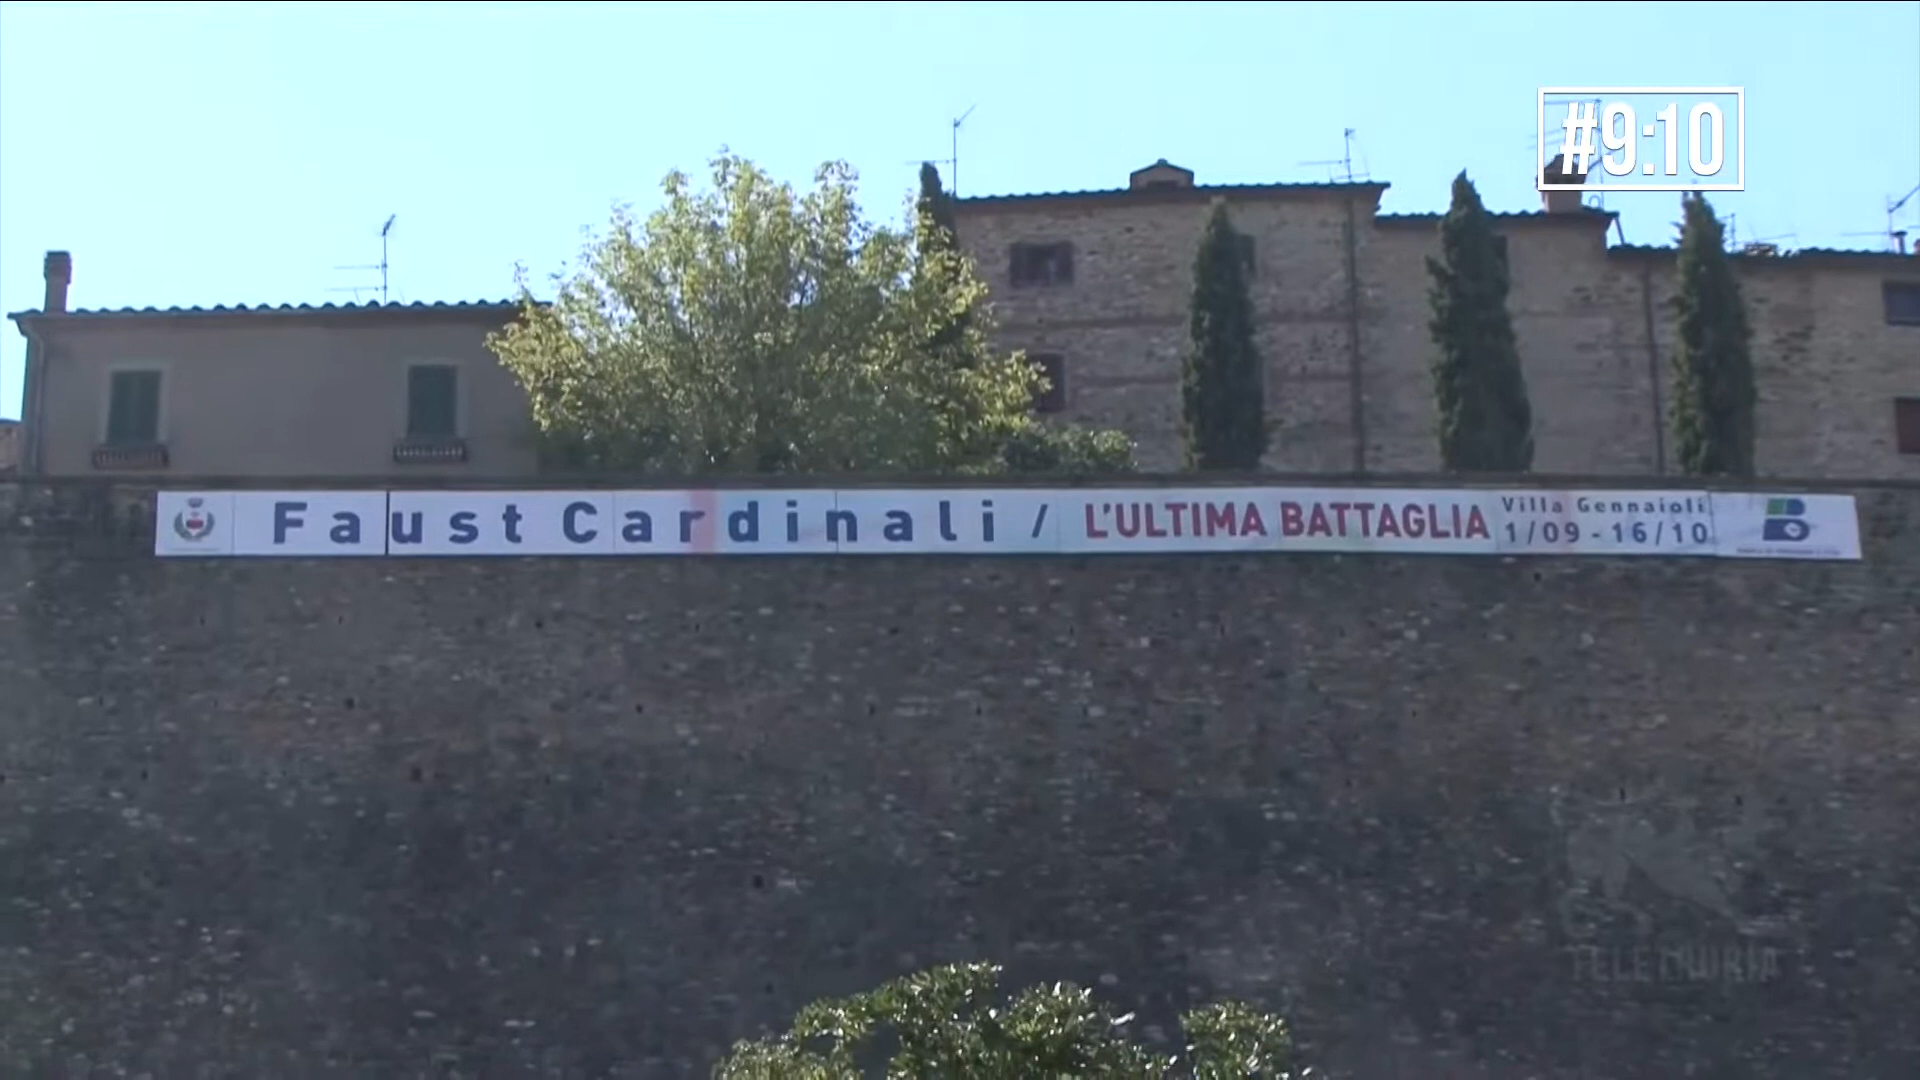 #9:10
Faust Cardinali / L'ULTIMA BATTAGLIA
Villa Gennaioli
1/09 - 16/10